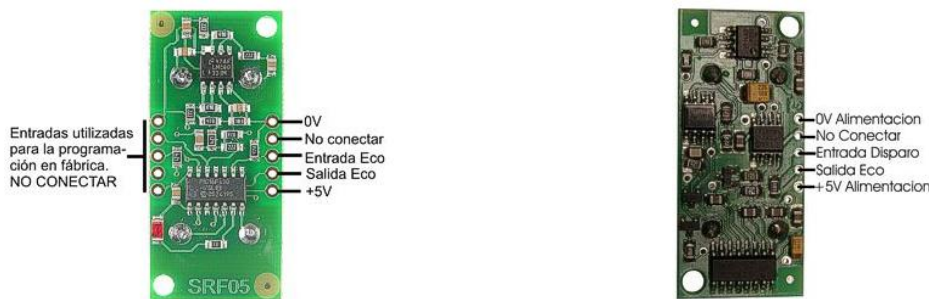 Entradas utilizadas
para la programa-
ción en fábrica.
NO CONECTAR
0V
No conectar
Entrada Eco
Salida Eco
+5V
SRF05
0V Alimentacion
No Conectar
Entrada Disparo
Salida Eco
+5V Alimentacion